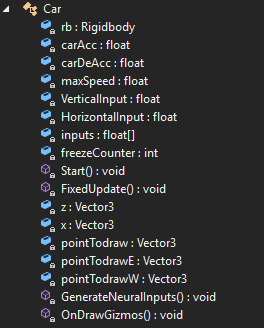 Car
rb : Rigidbody
carAcc : float
carDeAcc : float
maxSpeed : float
VerticalInput : float
HorizontalInput : float
inputs : float[]
freezeCounter : int
Start() : void
FixedUpdate() : void
z : Vector3
x : Vector3
pointTodraw : Vector3
pointTodrawE : Vector3
pointTodrawW : Vector3
GenerateNeuralInputs() : void
OnDrawGizmos() : void